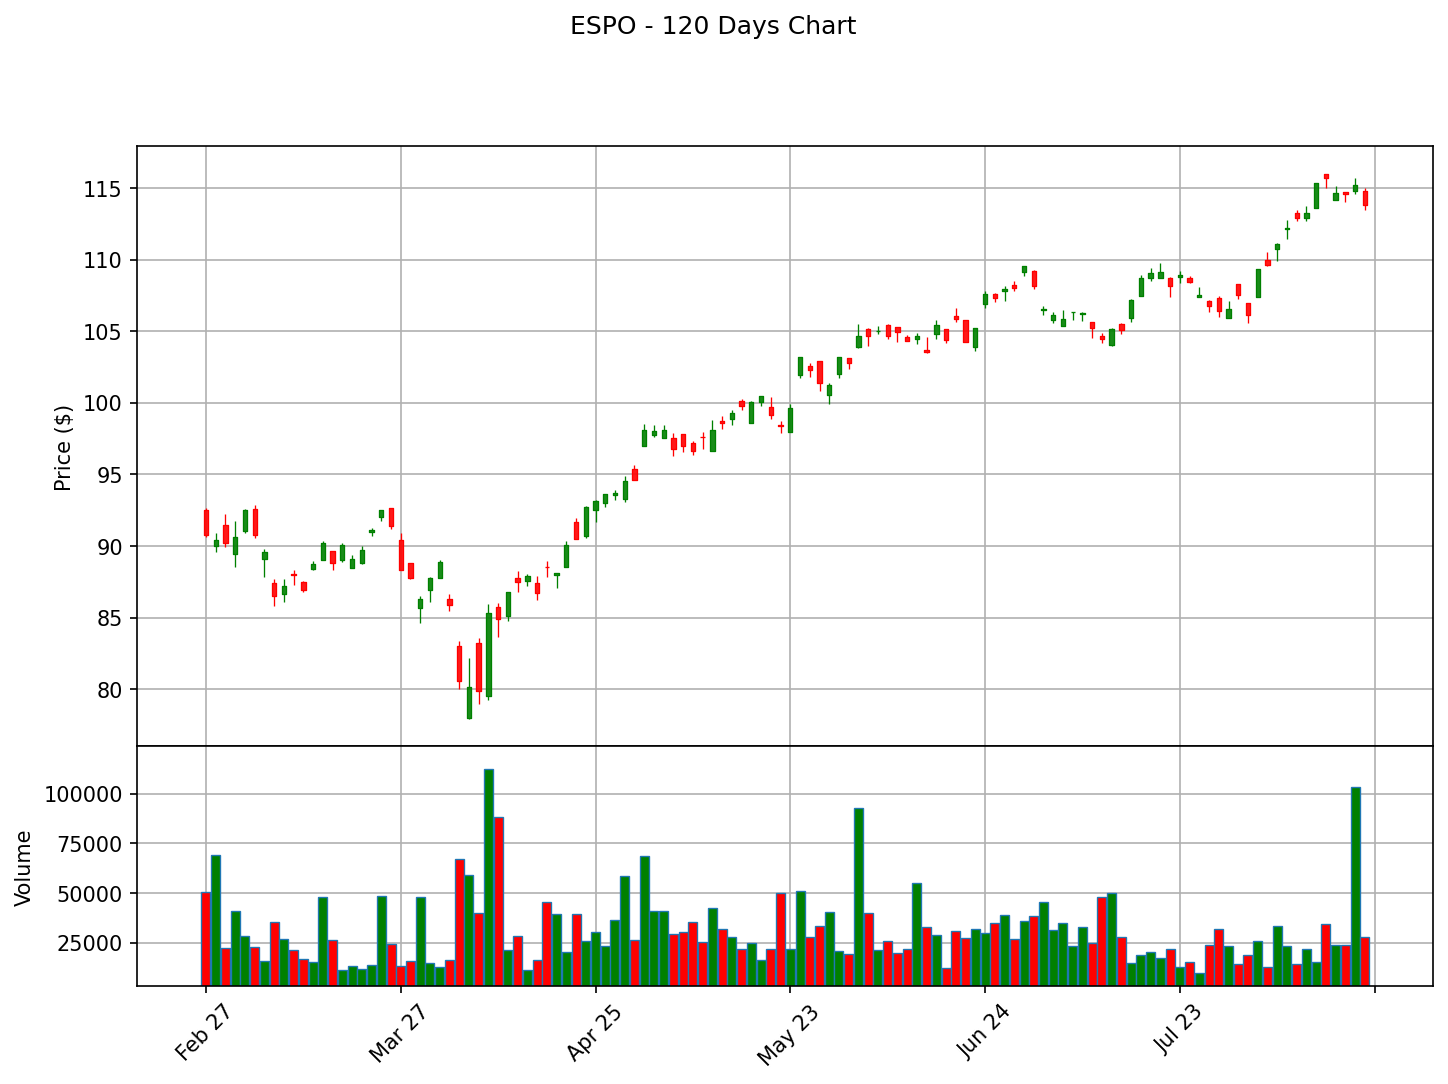 ESPO - 120 Days Chart
115
110
105
100
95
90
85
80
Price ($)
100000
75000
50000
25000
Volume
Feb 27
Mar 27
Apr 25
May 23
Jun 24
Jul 23